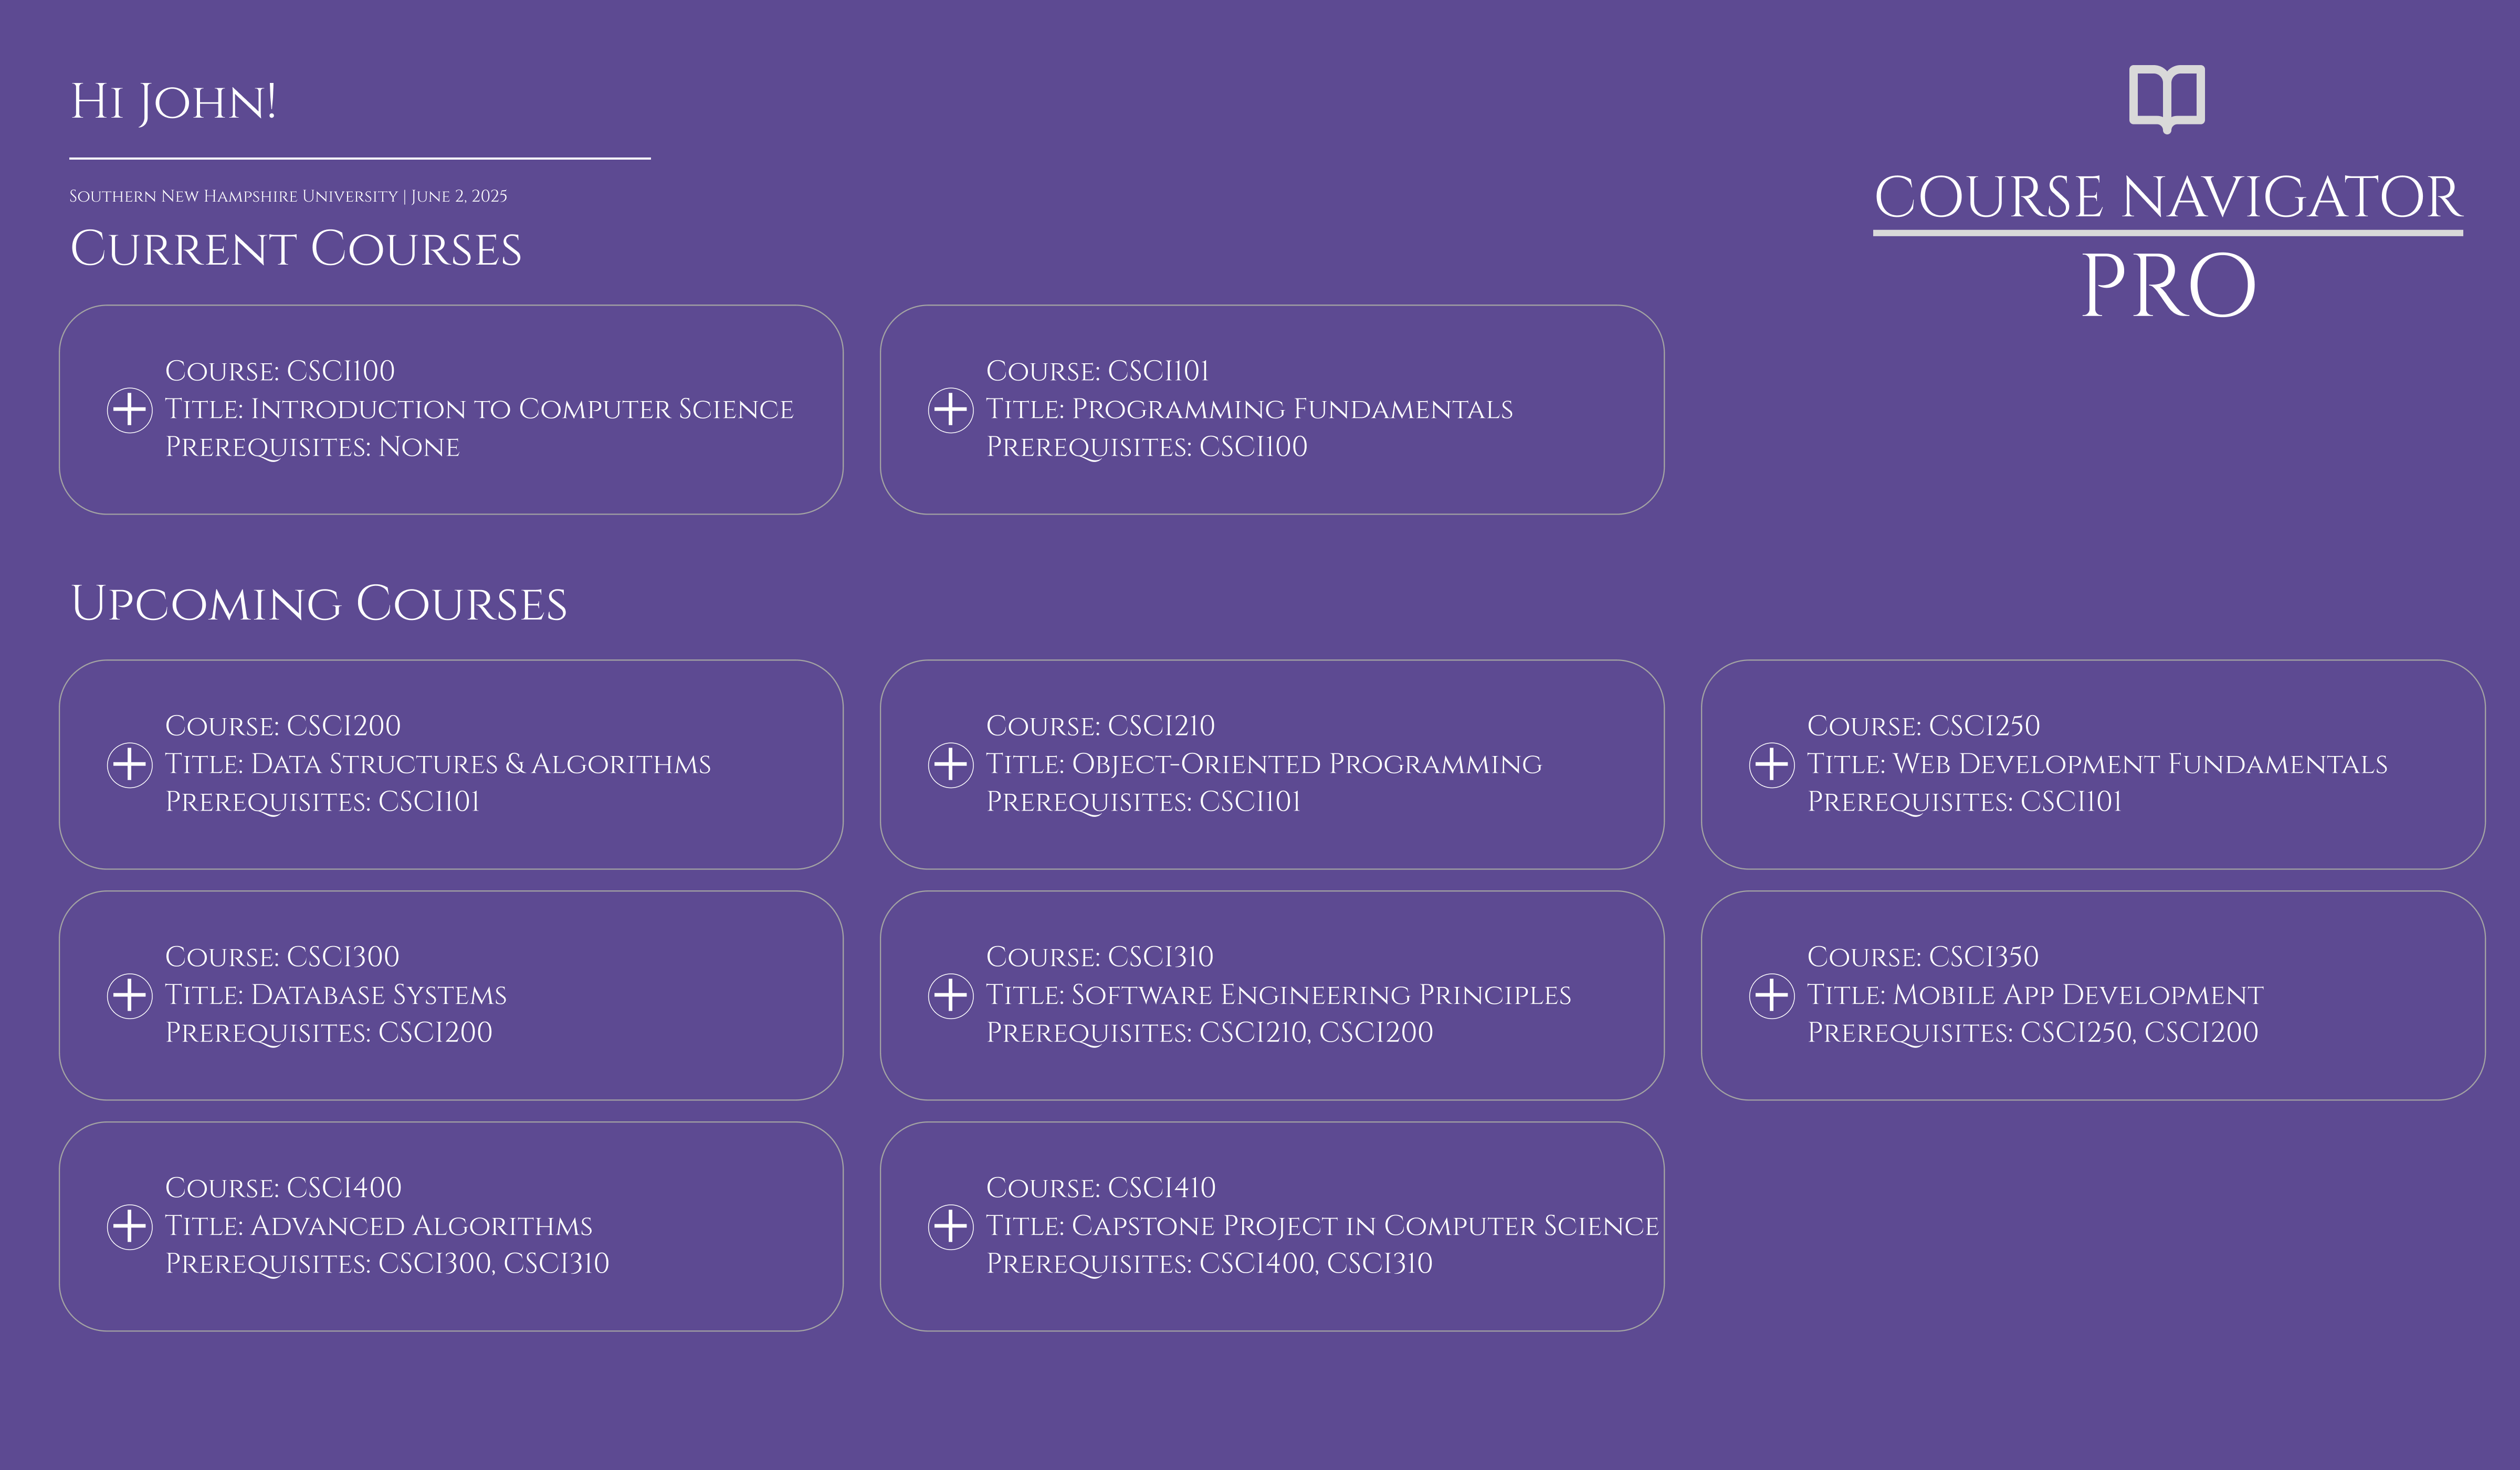 Hi John!
Southern New Hampshire University | June 2, 2025
COURSE NAVIGATOR
PRO
Current Courses
Course: CSCI100
Title: Introduction to Computer Science
Prerequisites: None
Course: CSCI101
Title: Programming Fundamentals
Prerequisites: CSCI100
Upcoming Courses
Course: CSCI200
Title: Data Structures & Algorithms
Prerequisites: CSCI101
Course: CSCI210
Title: Object-Oriented Programming
Prerequisites: CSCI101
Course: CSCI250
Title: Web Development Fundamentals
Prerequisites: CSCI101
Course: CSCI300
Title: Database Systems
Prerequisites: CSCI200
Course: CSCI310
Title: Software Engineering Principles
Prerequisites: CSCI210, CSCI200
Course: CSCI350
Title: Mobile App Development
Prerequisites: CSCI250, CSCI200
Course: CSCI400
Title: Advanced Algorithms
Prerequisites: CSCI300, CSCI310
Course: CSCI410
Title: Capstone Project in Computer Science
Prerequisites: CSCI400, CSCI310